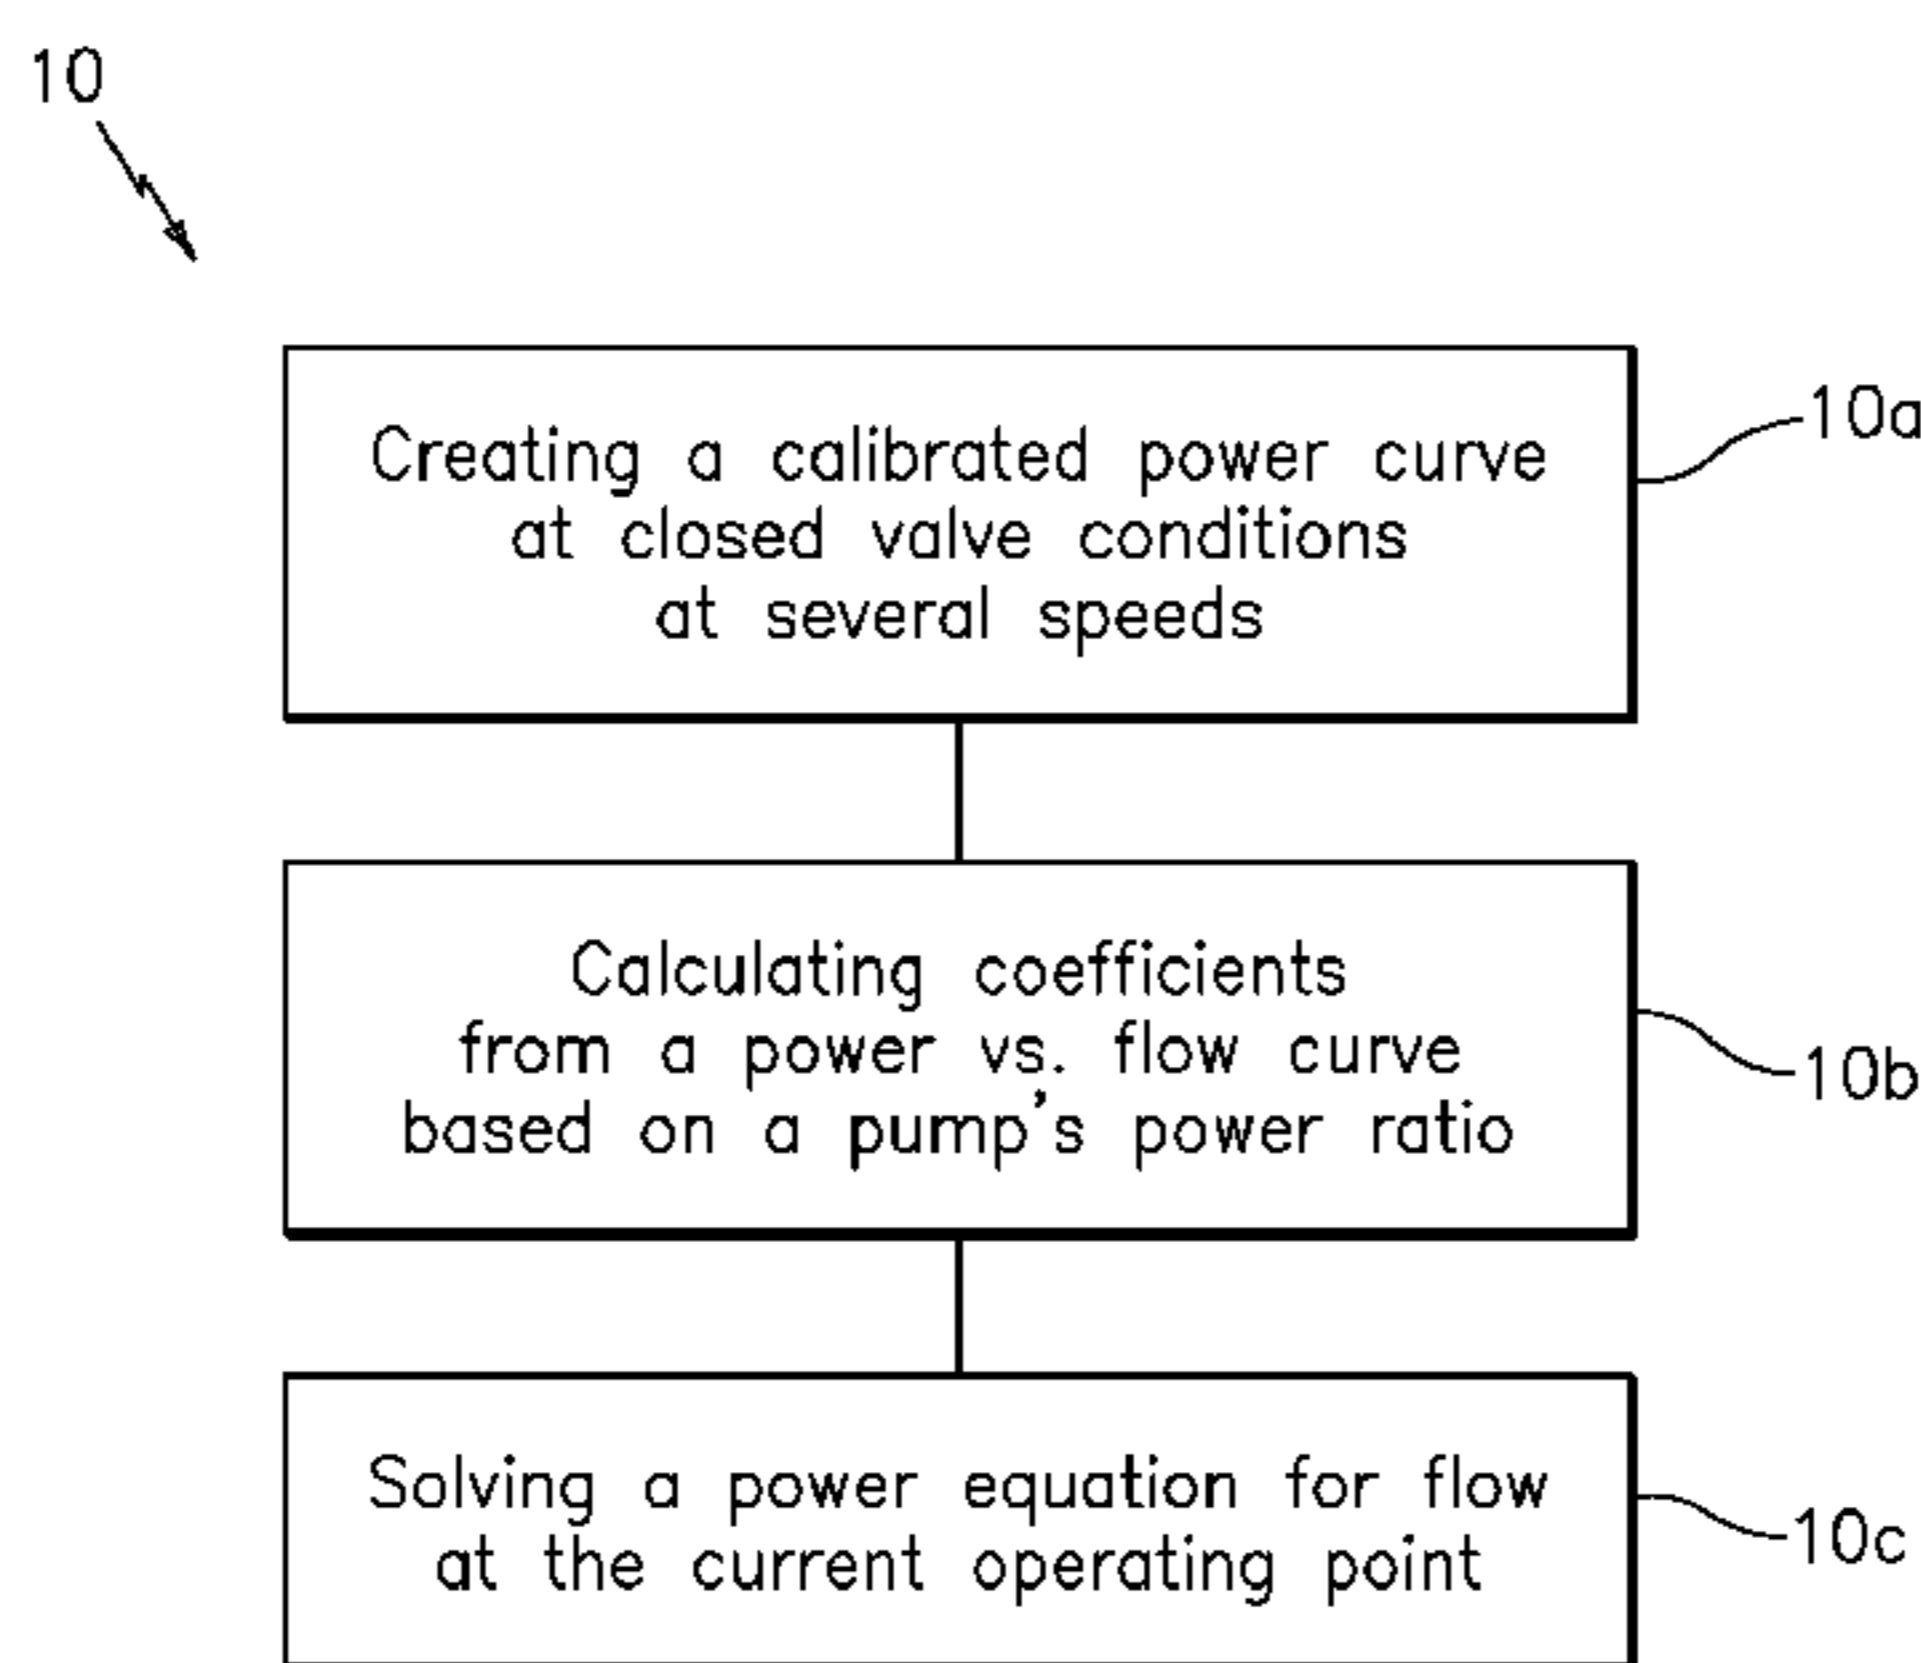 10
Creating a calibrated power curve
at closed valve conditions
at several speeds
10a
Calculating coefficients
from a power vs. flow curve
based on a pump's power ratio
10b
Solving a power equation for flow
at the current operating point
10c